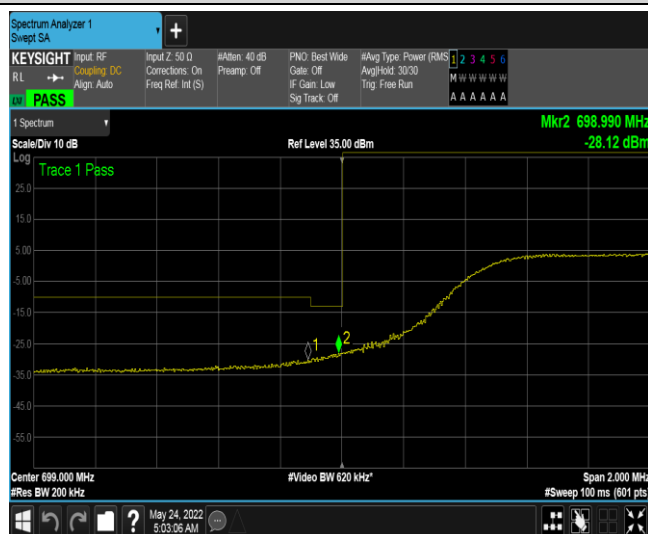 Spectrum Analyzer 1
Swept SA
+
KEYSIGHT Input: RF Input Z: 50 Ω #Atten: 40 dB PNO: Best Wide #Avg Type: Power (RMS 1 2 3 4 5 6
RL Coupling: DC Corrections: On Preamp: Off Gate: Off Avg|Hold: 30/30 M W W W W W
Align: Auto Freq Ref: Int (S) IF Gain: Low Trig: Free Run
PASS Sig Track: Off A A A A A A
1 Spectrum Mkr2 698.990 MHz
Scale/Div 10 dB Ref Level 35.00 dBm -28.12 dBm
Log
Trace 1 Pass
25.0
15.0
5.00
-5.00
-15.0
-25.0
1 2
-35.0
-45.0
-55.0
Center 699.000 MHz #Video BW 620 kHz* Span 2.000 MHz
#Res BW 200 kHz #Sweep 100 ms (601 pts)
? May 24, 2022
5:03:06 AM